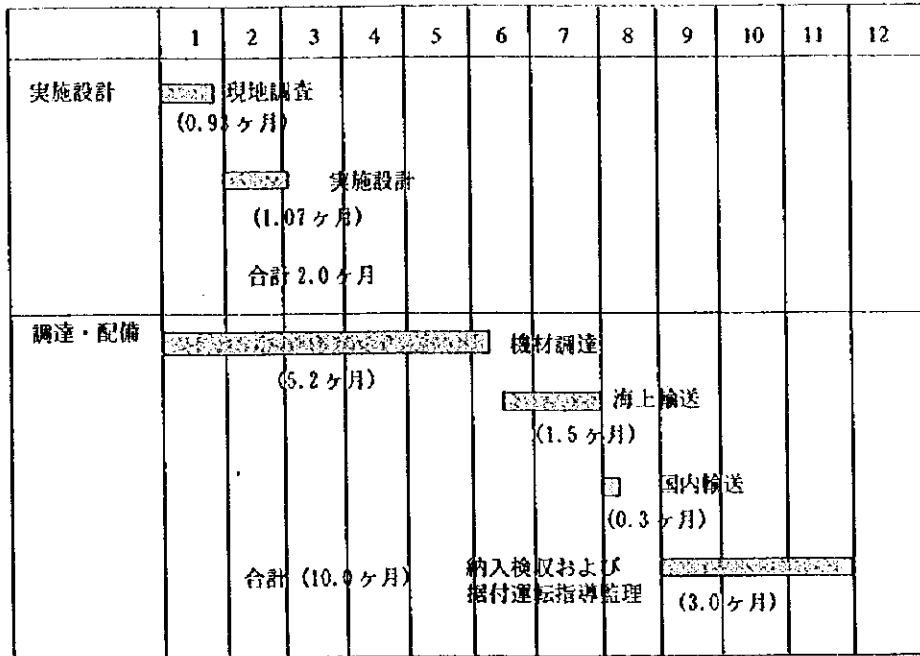 1 2 3 4 5 6 7 8 9 10 11 12
実施設計
現地調査
(0.93ヶ月)
実施設計
(1.07ヶ月)
合計 2.0ヶ月
調達・配備
機材調達
(5.2ヶ月)
海上輸送
(1.5ヶ月)
国内輸送
(0.3ヶ月)
納入検収および
据付運転指導監理
合計 (10.0ヶ月)
(3.0ヶ月)